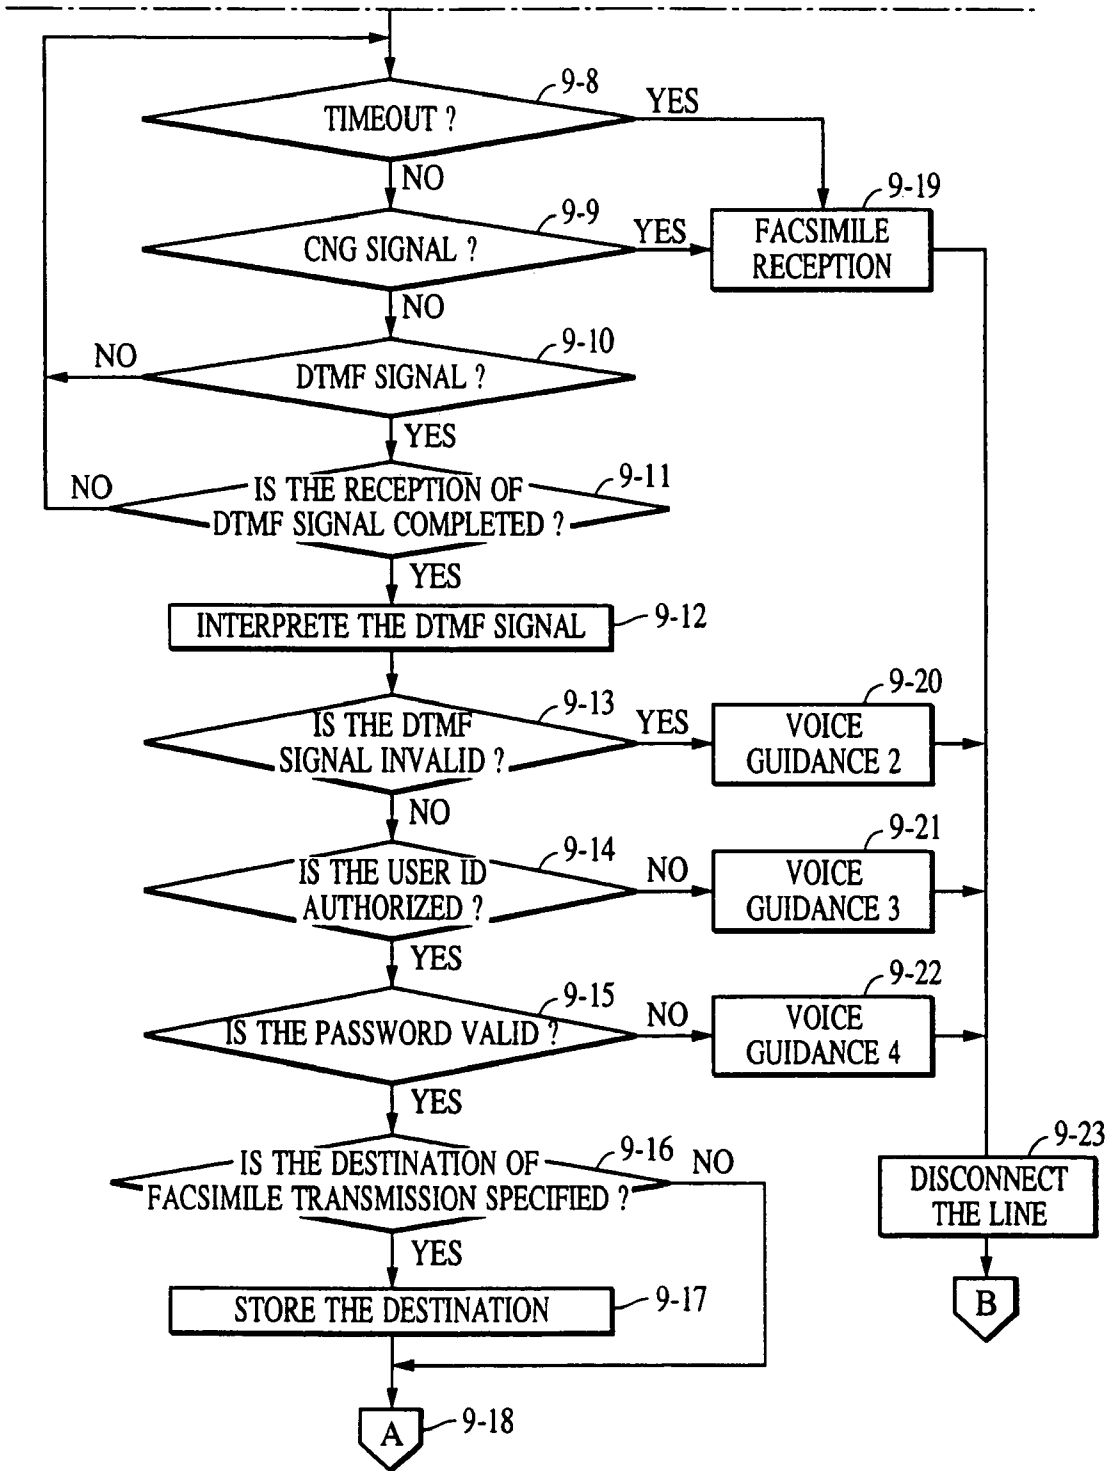 9-8
TIMEOUT ?
YES
NO
9-9
CNG SIGNAL ?
YES
9-19
FACSIMILE
RECEPTION
NO
9-10
DTMF SIGNAL ?
NO
YES
9-11
IS THE RECEPTION OF
DTMF SIGNAL COMPLETED ?
NO
YES
INTERPRETE THE DTMF SIGNAL
9-12
9-13
IS THE DTMF
SIGNAL INVALID ?
YES
9-20
VOICE
GUIDANCE 2
NO
9-14
IS THE USER ID
AUTHORIZED ?
NO
9-21
VOICE
GUIDANCE 3
YES
9-15
IS THE PASSWORD VALID ?
NO
9-22
VOICE
GUIDANCE 4
YES
9-16
IS THE DESTINATION OF
FACSIMILE TRANSMISSION SPECIFIED ?
NO
9-23
DISCONNECT
THE LINE
YES
STORE THE DESTINATION
9-17
B
A
9-18